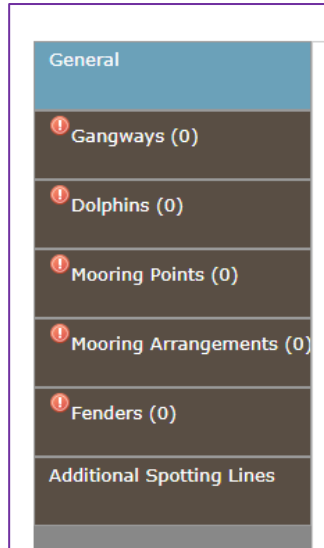 General
Gangways (0)
Dolphins (0)
Mooring Points (0)
Mooring Arrangements (0)
Fenders (0)
Additional Spotting Lines